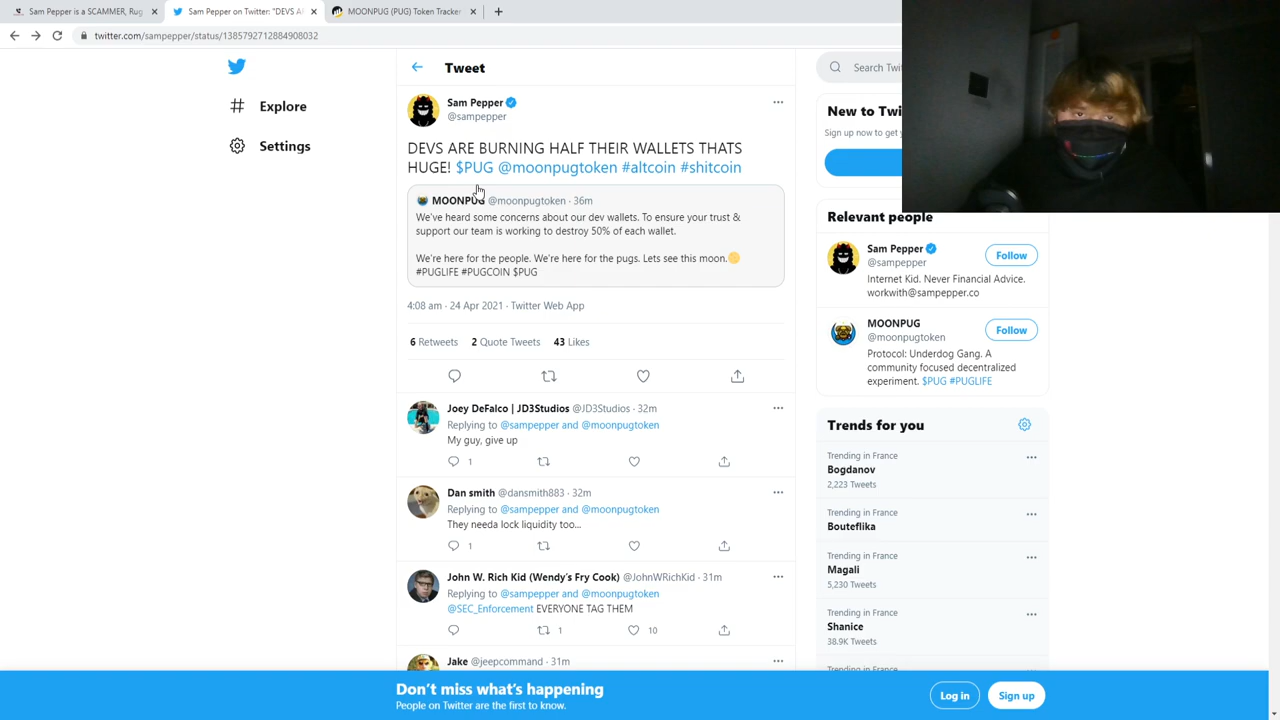 Sam Pepper is a SCAMMER, Rug
Sam Pepper on Twitter: "DEVS AR
MOONPUG (PUG) Token Tracker
twitter.com/sampepper/status/1385792712884908032
Explore
Settings
Tweet
Sam Pepper
@sampepper
DEVS ARE BURNING HALF THEIR WALLETS THATS
HUGE! $PUG @moonpugtoken #altcoin #shitcoin
MOONPUG @moonpugtoken · 36m
We've heard some concerns about our dev wallets. To ensure your trust &
support our team is working to destroy 50% of each wallet.
We're here for the people. We're here for the pugs. Lets see this moon.
#PUGLIFE #PUGCOIN $PUG
4:08 am · 24 Apr 2021 · Twitter Web App
6 Retweets 2 Quote Tweets 43 Likes
Joey DeFalco | JD3Studios @JD3Studios · 32m
Replying to @sampepper and @moonpugtoken
My guy, give up
1
Dan smith @dansmith883 · 32m
Replying to @sampepper and @moonpugtoken
They needa lock liquidity too...
1
John W. Rich Kid (Wendy's Fry Cook) @JohnWRichKid · 31m
Replying to @sampepper and @moonpugtoken
@SEC_Enforcement EVERYONE TAG THEM
1 10
Jake @jeepcommand · 31m
Search Twi
New to Twi
Sign up now to get y
Relevant people
Sam Pepper
@sampepper
Follow
Internet Kid. Never Financial Advice.
workwith@sampepper.co
MOONPUG
@moonpugtoken
Follow
Protocol: Underdog Gang. A
community focused decentralized
experiment. $PUG #PUGLIFE
Trends for you
Trending in France
Bogdanov
2,223 Tweets
Trending in France
Bouteflika
Trending in France
Magali
5,230 Tweets
Trending in France
Shanice
38.9K Tweets
Trending in France
Don't miss what's happening
People on Twitter are the first to know.
Log in
Sign up